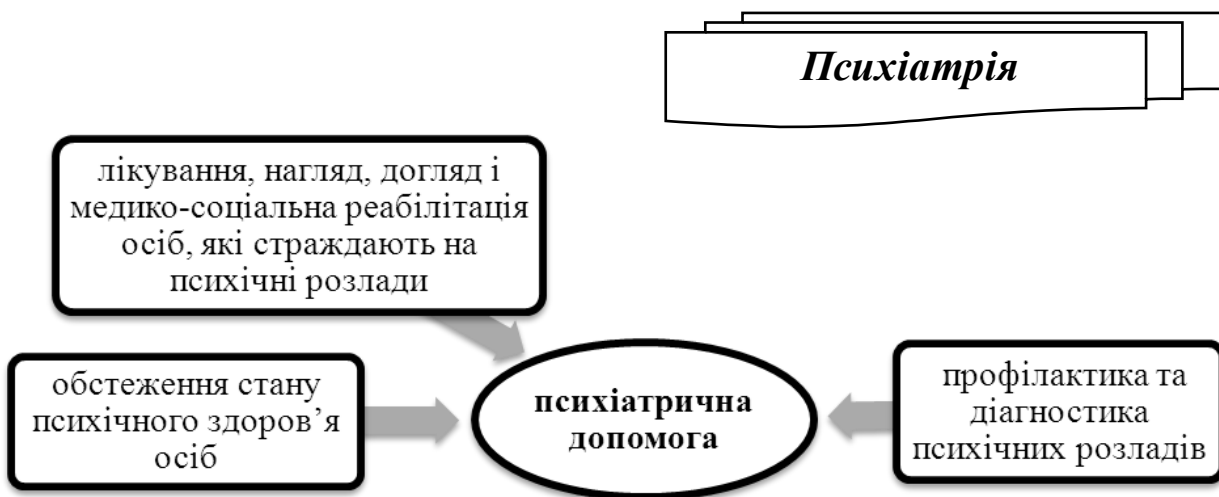 Психіатрія
лікування, нагляд, догляд і
медико-соціальна реабілітація
осіб, які страждають на
психічні розлади
обстеження стану
психічного здоров’я
осіб
психіатрична
допомога
профілактика та
діагностика
психічних розладів